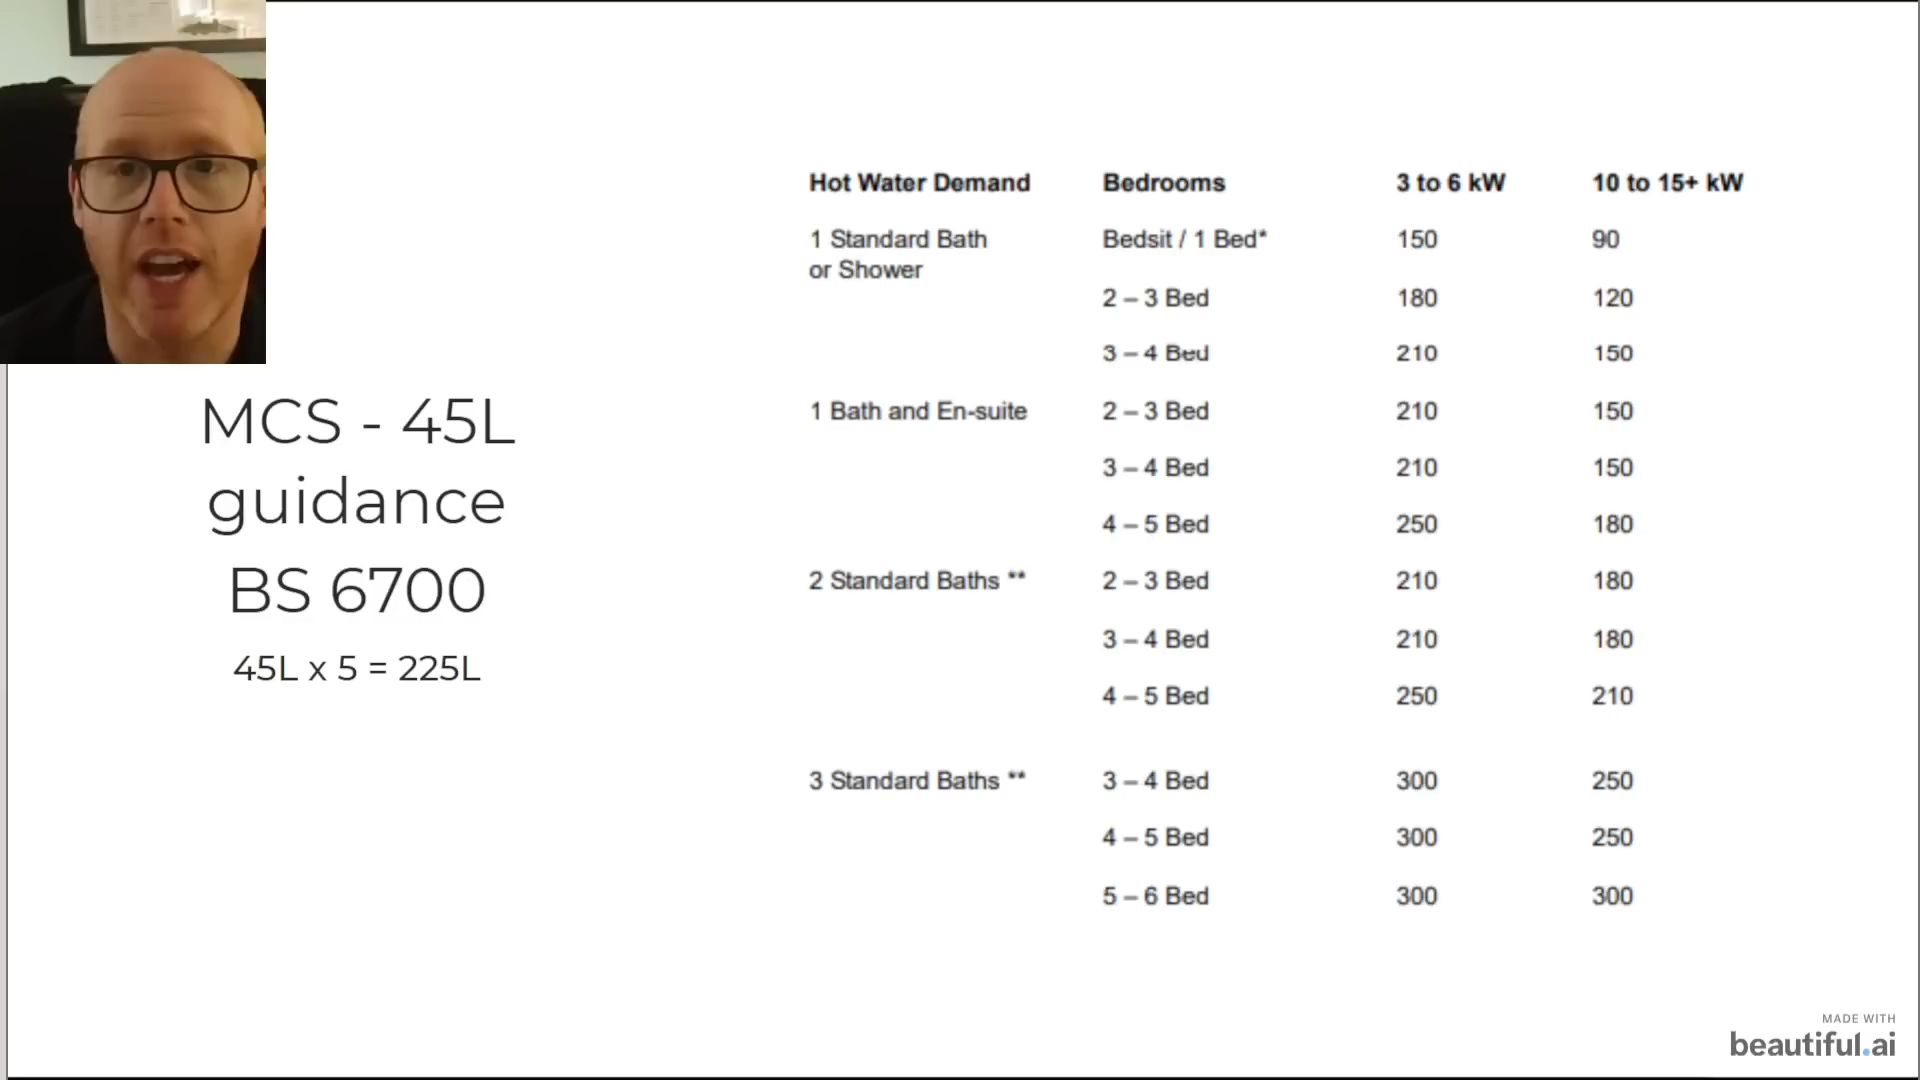 MCS - 45L
guidance
BS 6700
45L x 5 = 225L
Hot Water Demand Bedrooms 3 to 6 kW 10 to 15+ kW
1 Standard Bath Bedsit / 1 Bed* 150 90
or Shower
2 – 3 Bed 180 120
3 – 4 Bed 210 150
1 Bath and En-suite 2 – 3 Bed 210 150
3 – 4 Bed 210 150
4 – 5 Bed 250 180
2 Standard Baths ** 2 – 3 Bed 210 180
3 – 4 Bed 210 180
4 – 5 Bed 250 210
3 Standard Baths ** 3 – 4 Bed 300 250
4 – 5 Bed 300 250
5 – 6 Bed 300 300
MADE WITH
beautiful.ai